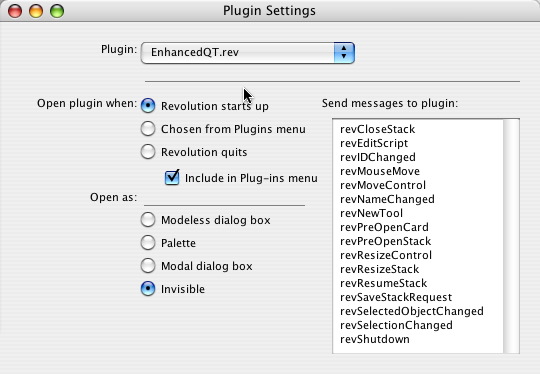 Plugin Settings
Plugin: EnhancedQT.rev
Open plugin when:
Revolution starts up
Chosen from Plugins menu
Revolution quits
Include in Plug-ins menu
Open as:
Modeless dialog box
Palette
Modal dialog box
Invisible
Send messages to plugin:
revCloseStack
revEditScript
revIDChanged
revMouseMove
revMoveControl
revNameChanged
revNewTool
revPreOpenCard
revPreOpenStack
revResizeControl
revResizeStack
revResumeStack
revSaveStackRequest
revSelectedObjectChanged
revSelectionChanged
revShutdown